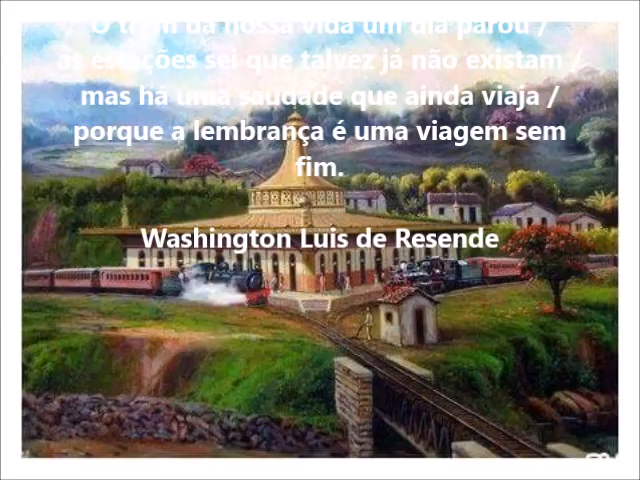 O trem da nossa vida um dia parou /
as estações sei que talvez já não existam /
mas há uma saudade que ainda viaja /
porque a lembrança é uma viagem sem
fim.
Washington Luis de Resende